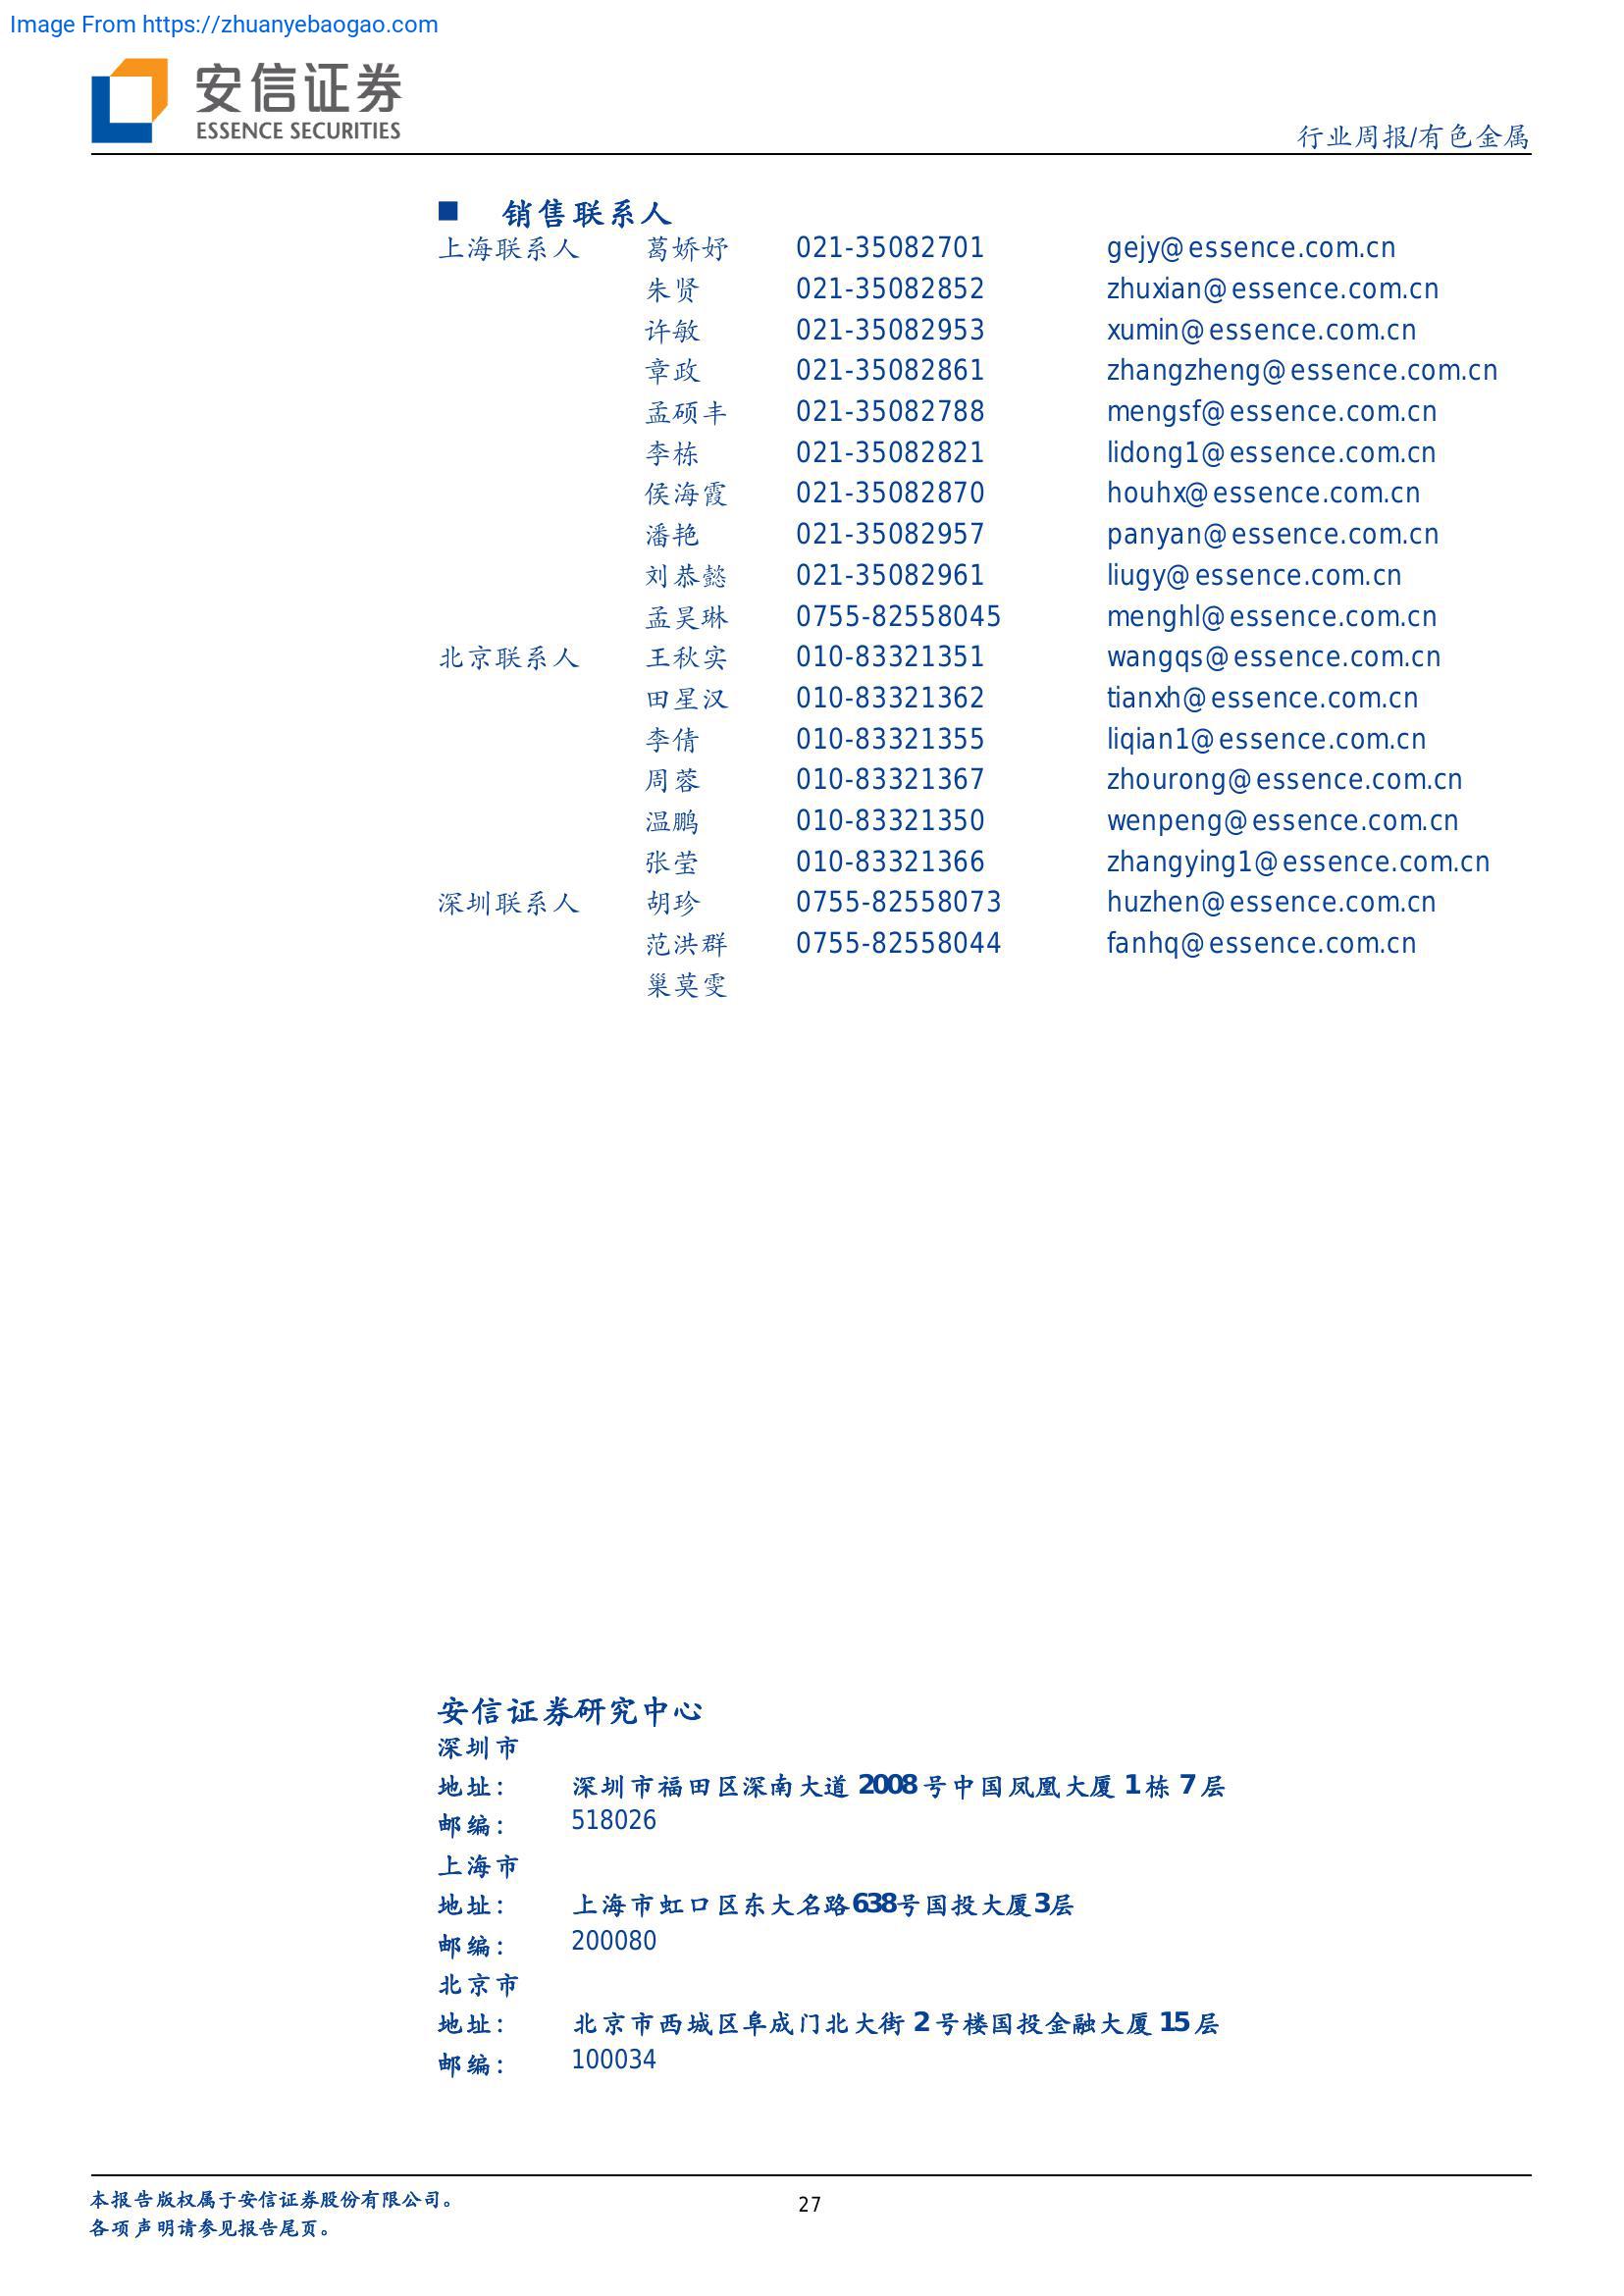 Image From https://zhuanyebaogao.com
安信证券
ESSENCE SECURITIES
行业周报/有色金属
■ 销售联系人
上海联系人 葛娇妤 021-35082701 gejy@essence.com.cn
朱贤 021-35082852 zhuxian@essence.com.cn
许敏 021-35082953 xumin@essence.com.cn
章政 021-35082861 zhangzheng@essence.com.cn
孟硕丰 021-35082788 mengsf@essence.com.cn
李栋 021-35082821 lidong1@essence.com.cn
侯海霞 021-35082870 houhx@essence.com.cn
潘艳 021-35082957 panyan@essence.com.cn
刘恭懿 021-35082961 liugy@essence.com.cn
孟昊琳 0755-82558045 menghl@essence.com.cn
北京联系人 王秋实 010-83321351 wangqs@essence.com.cn
田星汉 010-83321362 tianxh@essence.com.cn
李倩 010-83321355 liqian1@essence.com.cn
周蓉 010-83321367 zhourong@essence.com.cn
温鹏 010-83321350 wenpeng@essence.com.cn
张莹 010-83321366 zhangying1@essence.com.cn
深圳联系人 胡珍 0755-82558073 huzhen@essence.com.cn
范洪群 0755-82558044 fanhq@essence.com.cn
巢莫雯
安信证券研究中心
深圳市
地址： 深圳市福田区深南大道 2008 号中国凤凰大厦 1 栋 7 层
邮编： 518026
上海市
地址： 上海市虹口区东大名路638号国投大厦3层
邮编： 200080
北京市
地址： 北京市西城区阜成门北大街 2 号楼国投金融大厦 15 层
邮编： 100034
本报告版权属于安信证券股份有限公司。
27
各项声明请参见报告尾页。